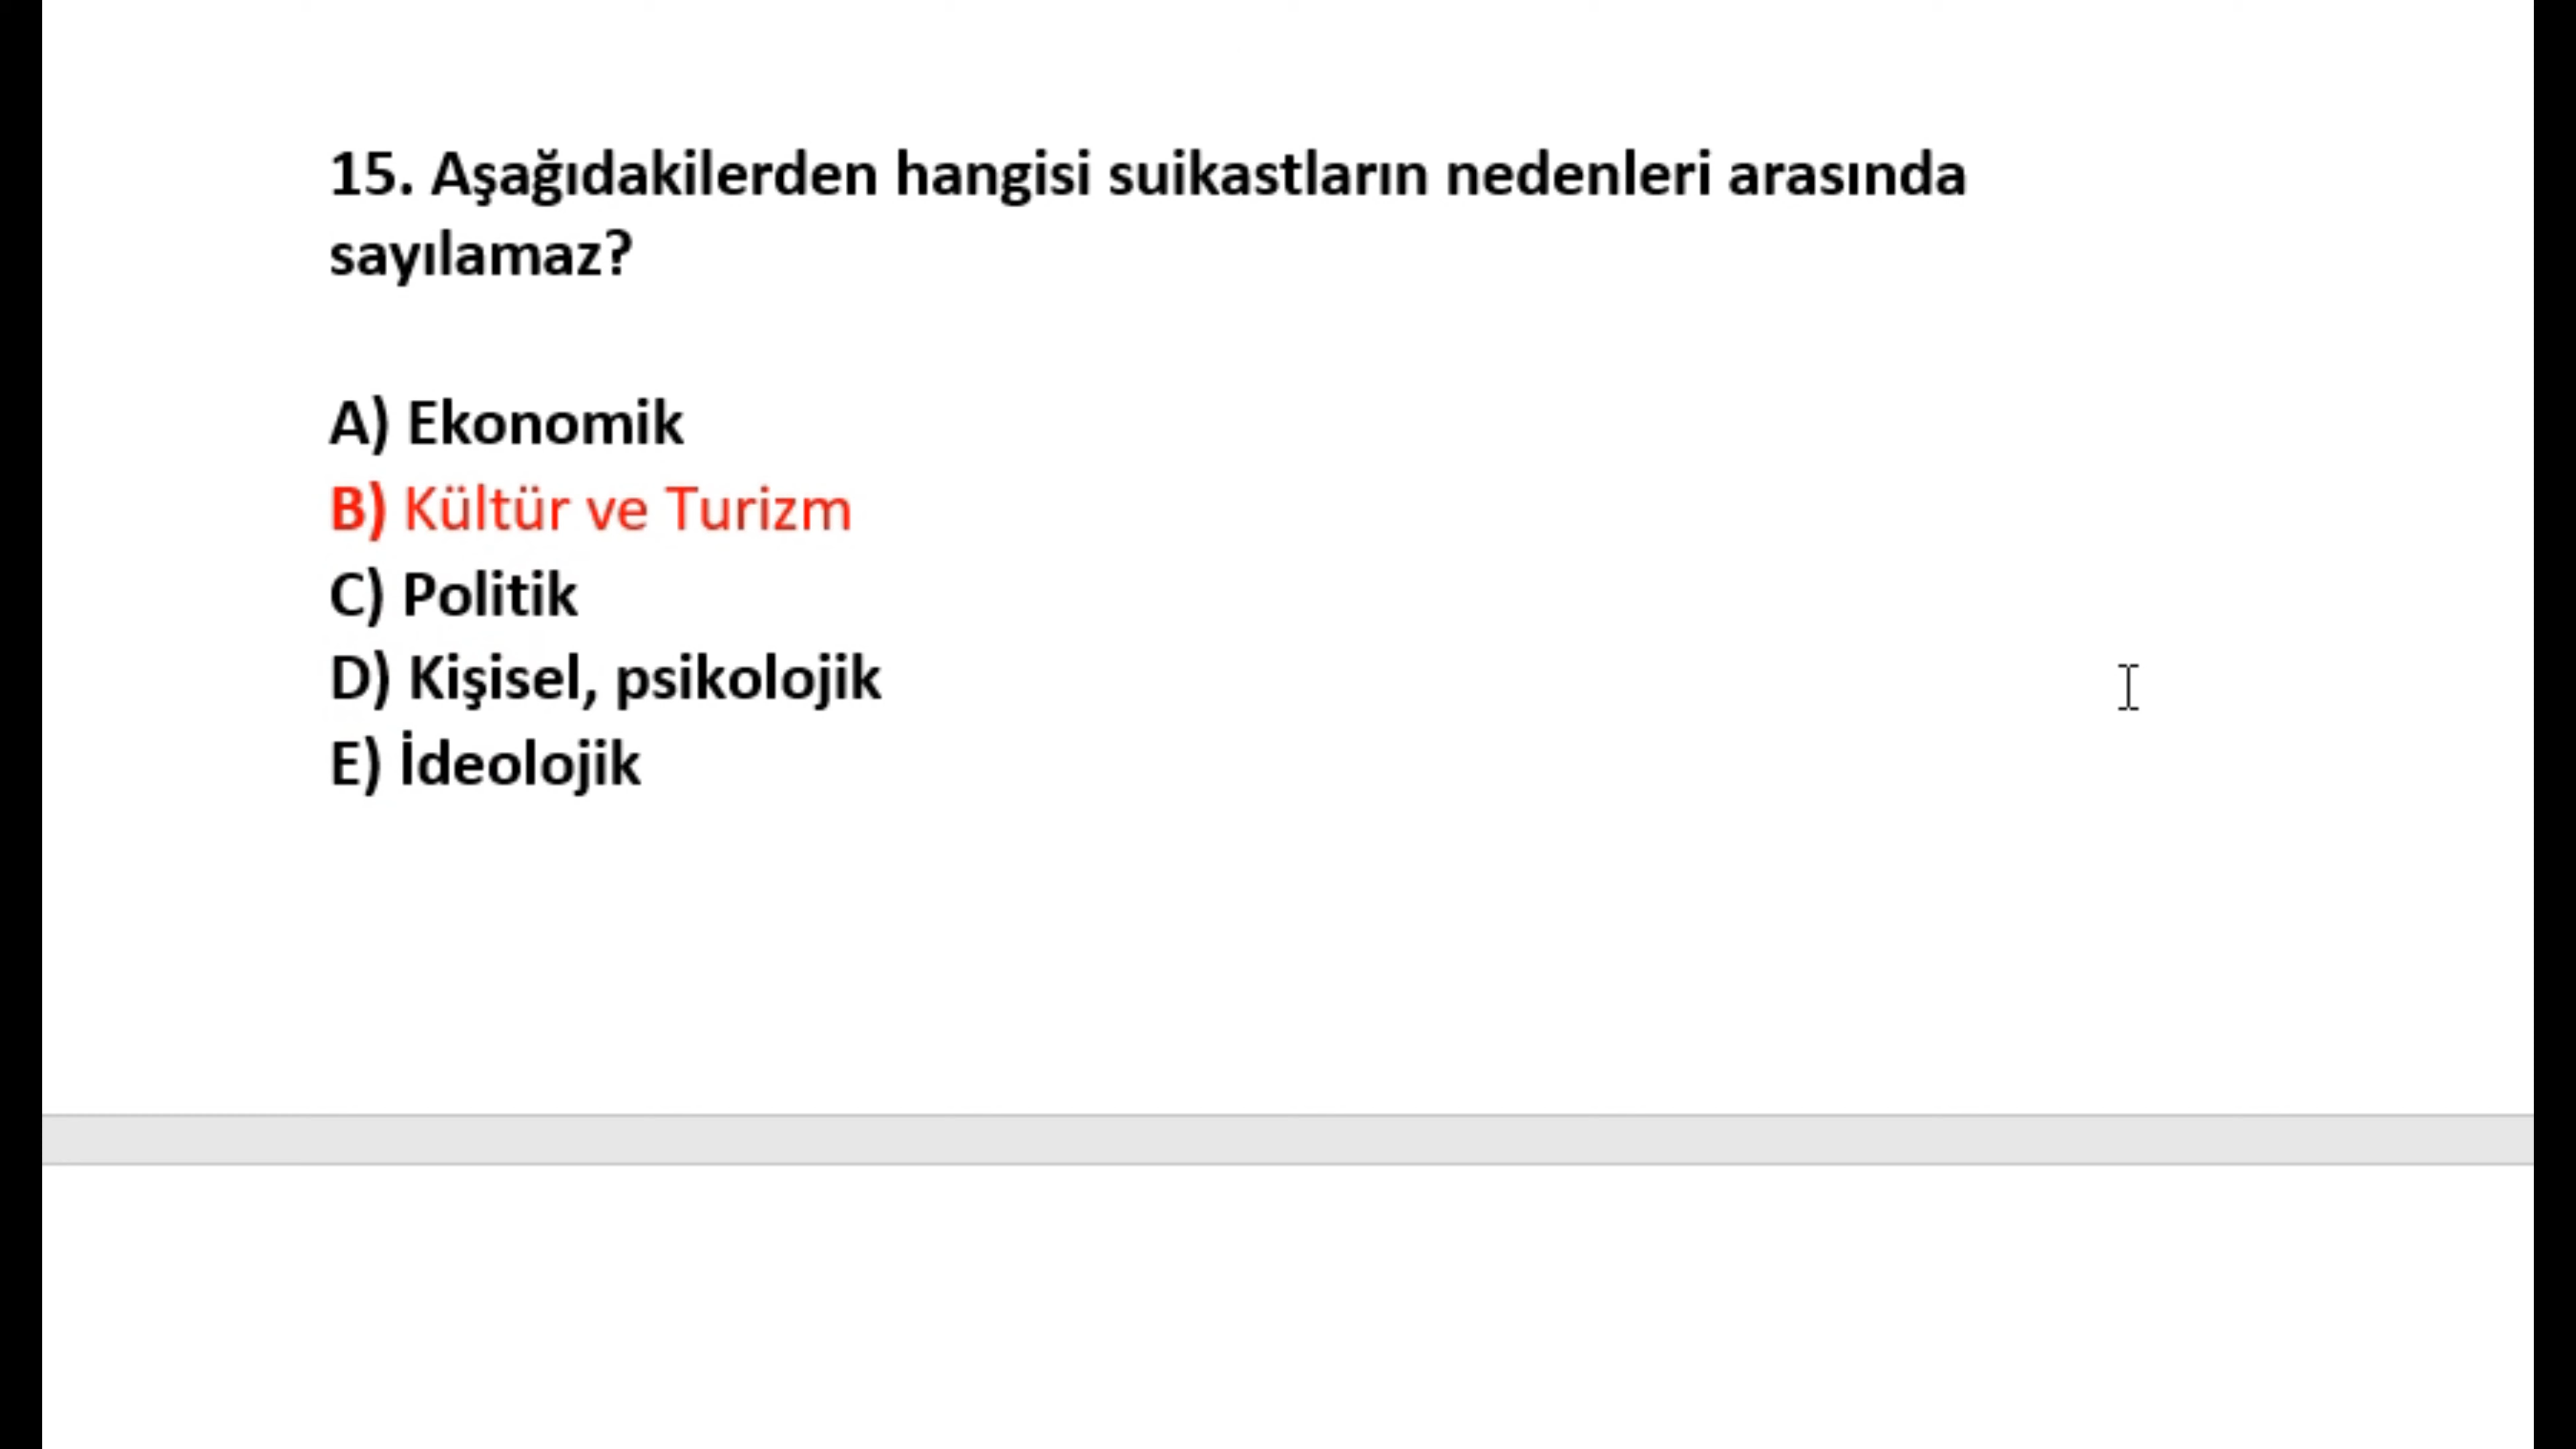 15. Aşağıdakilerden hangisi suikastların nedenleri arasında
sayılamaz?
A) Ekonomik
B) Kültür ve Turizm
C) Politik
D) Kişisel, psikolojik
E) İdeolojik